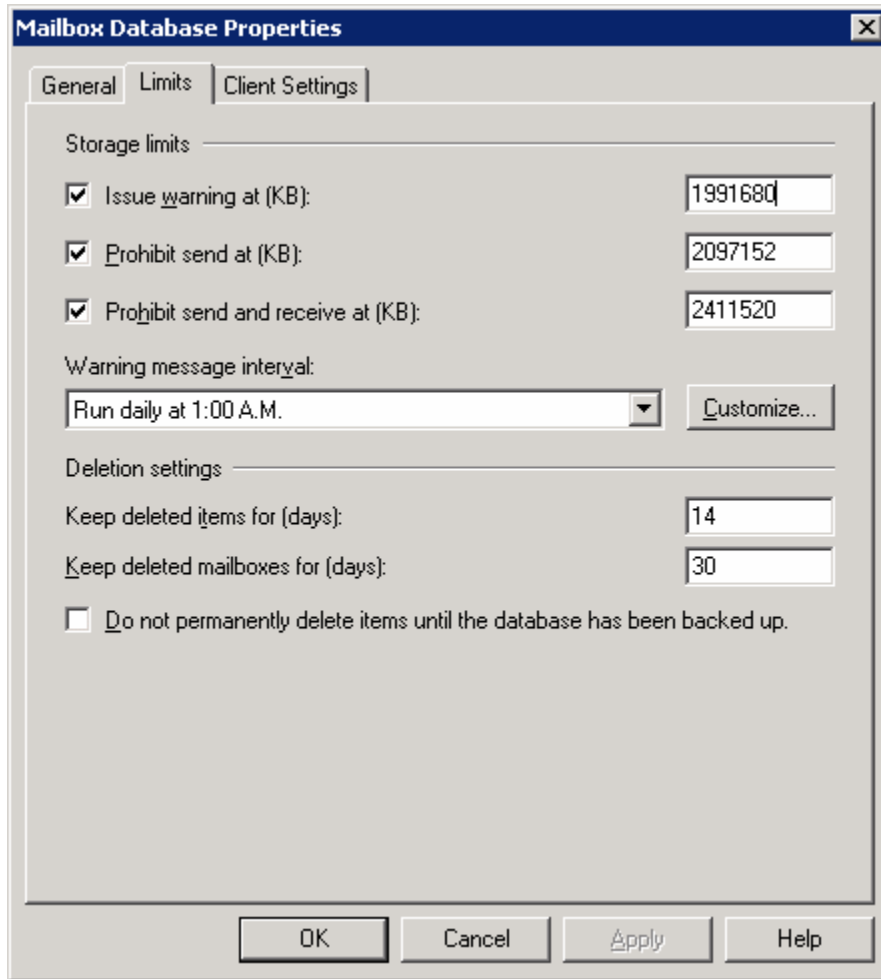 Mailbox Database Properties
General Limits Client Settings
Storage limits
Issue warning at (KB): 1991680
Prohibit send at (KB): 2097152
Prohibit send and receive at (KB): 2411520
Warning message interval:
Run daily at 1:00 A.M. Customize...
Deletion settings
Keep deleted items for (days): 14
Keep deleted mailboxes for (days): 30
Do not permanently delete items until the database has been backed up.
OK Cancel Apply Help